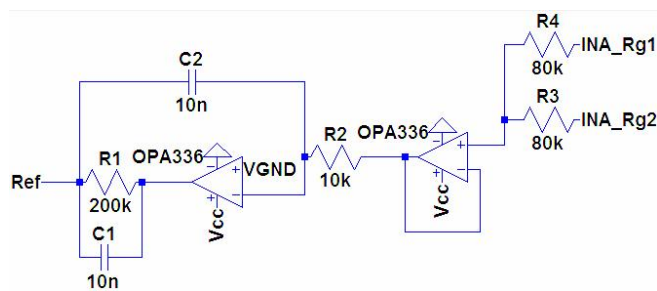 R4
INA_Rg1
80k
C2
10n
R3
INA_Rg2
80k
OPA336
R2
OPA336
R1
VGND
10k
Ref
200k
Vcc
Vcc
C1
10n